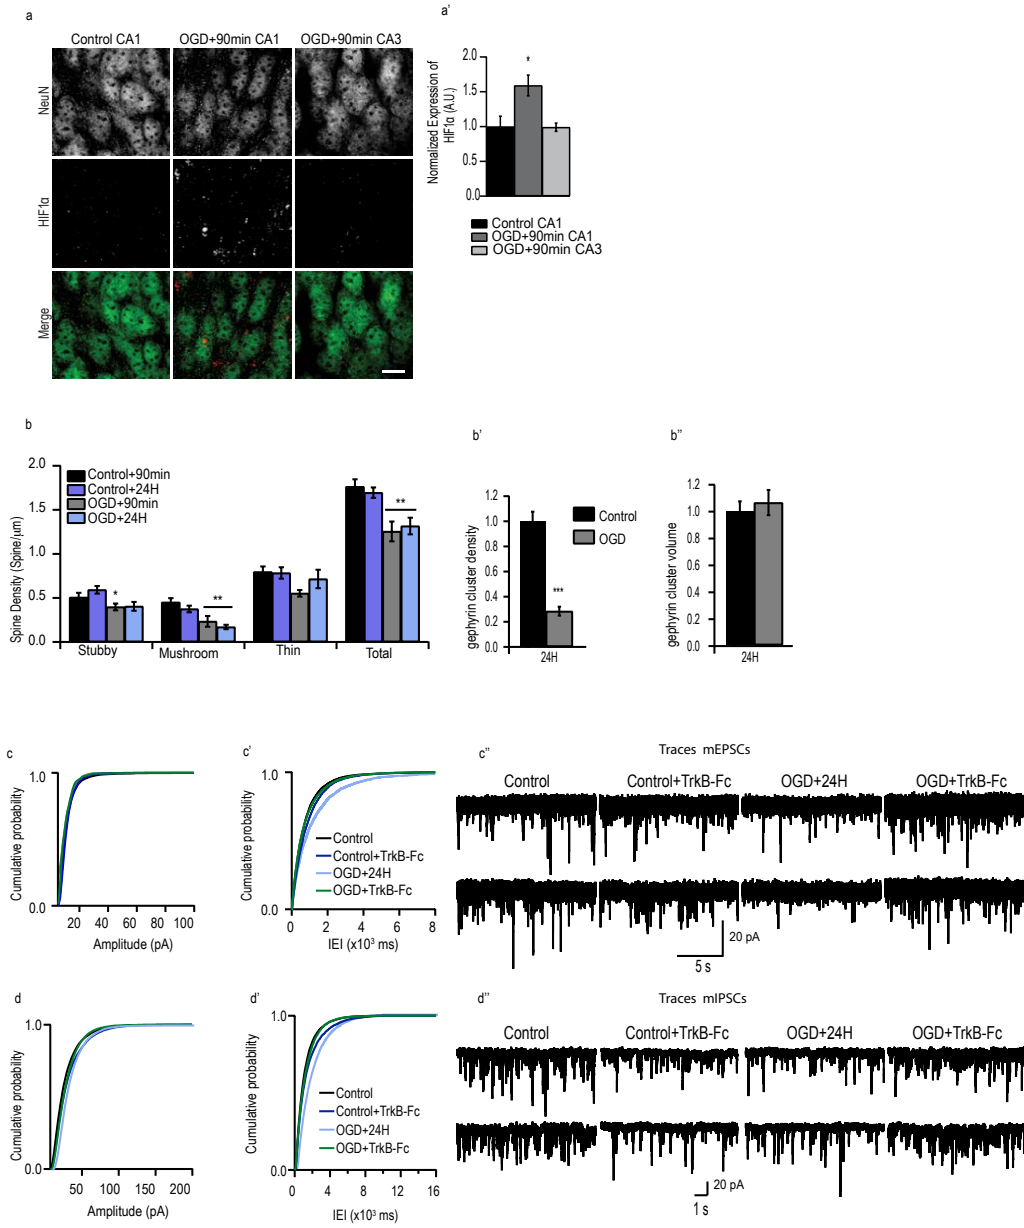 a
Control CA1
OGD+90min CA1
OGD+90min CA3
NeuN
HIF1α
Merge
a'
Normalized Expression of
HIF1α (A.U.)
2.0
1.5
1.0
0.5
0.0
*
Control CA1
OGD+90min CA1
OGD+90min CA3
b
Spine Density (Spine/μm)
2.0
1.5
1.0
0.5
0.0
Control+90min
Control+24H
OGD+90min
OGD+24H
*
**
**
Stubby
Mushroom
Thin
Total
b'
gephyrin cluster density
1.2
1.0
0.8
0.6
0.4
0.2
0.0
***
24H
Control
OGD
b"
gephyrin cluster volume
1.2
1.0
0.8
0.6
0.4
0.2
0.0
24H
c
Cumulative probability
1.0
0.0
20 40 60 80 100
Amplitude (pA)
c'
Cumulative probability
1.0
0.0
Control
Control+TrkB-Fc
OGD+24H
OGD+TrkB-Fc
0 2 4 6 8
IEI (x10³ ms)
c"
Traces mEPSCs
Control
Control+TrkB-Fc
OGD+24H
OGD+TrkB-Fc
20 pA
5 s
d
Cumulative probability
1.0
0.0
50 100 150 200
Amplitude (pA)
d'
Cumulative probability
1.0
0.0
Control
Control+TrkB-Fc
OGD+24H
OGD+TrkB-Fc
0 4 8 12 16
IEI (x10³ ms)
d"
Traces mIPSCs
Control
Control+TrkB-Fc
OGD+24H
OGD+TrkB-Fc
20 pA
1 s